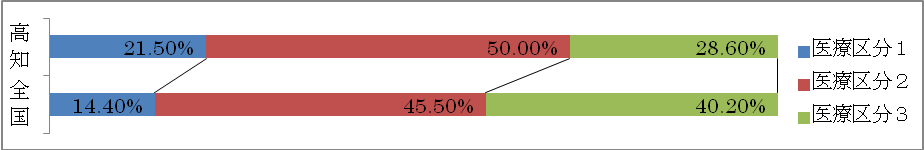 高知
21.50%
50.00%
28.60%
全国
14.40%
45.50%
40.20%
医療区分１
医療区分２
医療区分３